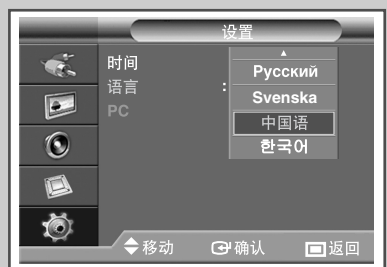 设置
时间
语言 :
PC
▲
Русский
Svenska
中国语
한국어
移动 确认 返回